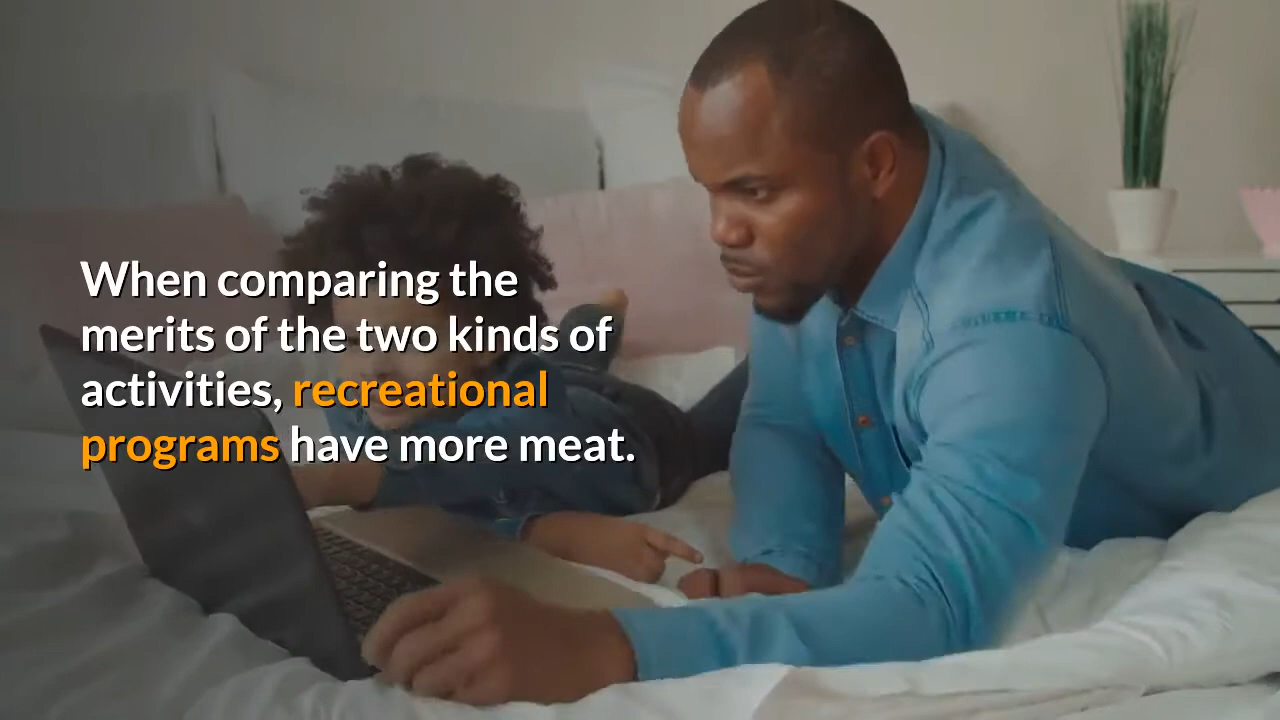 When comparing the
merits of the two kinds of
activities, recreational
programs have more meat.